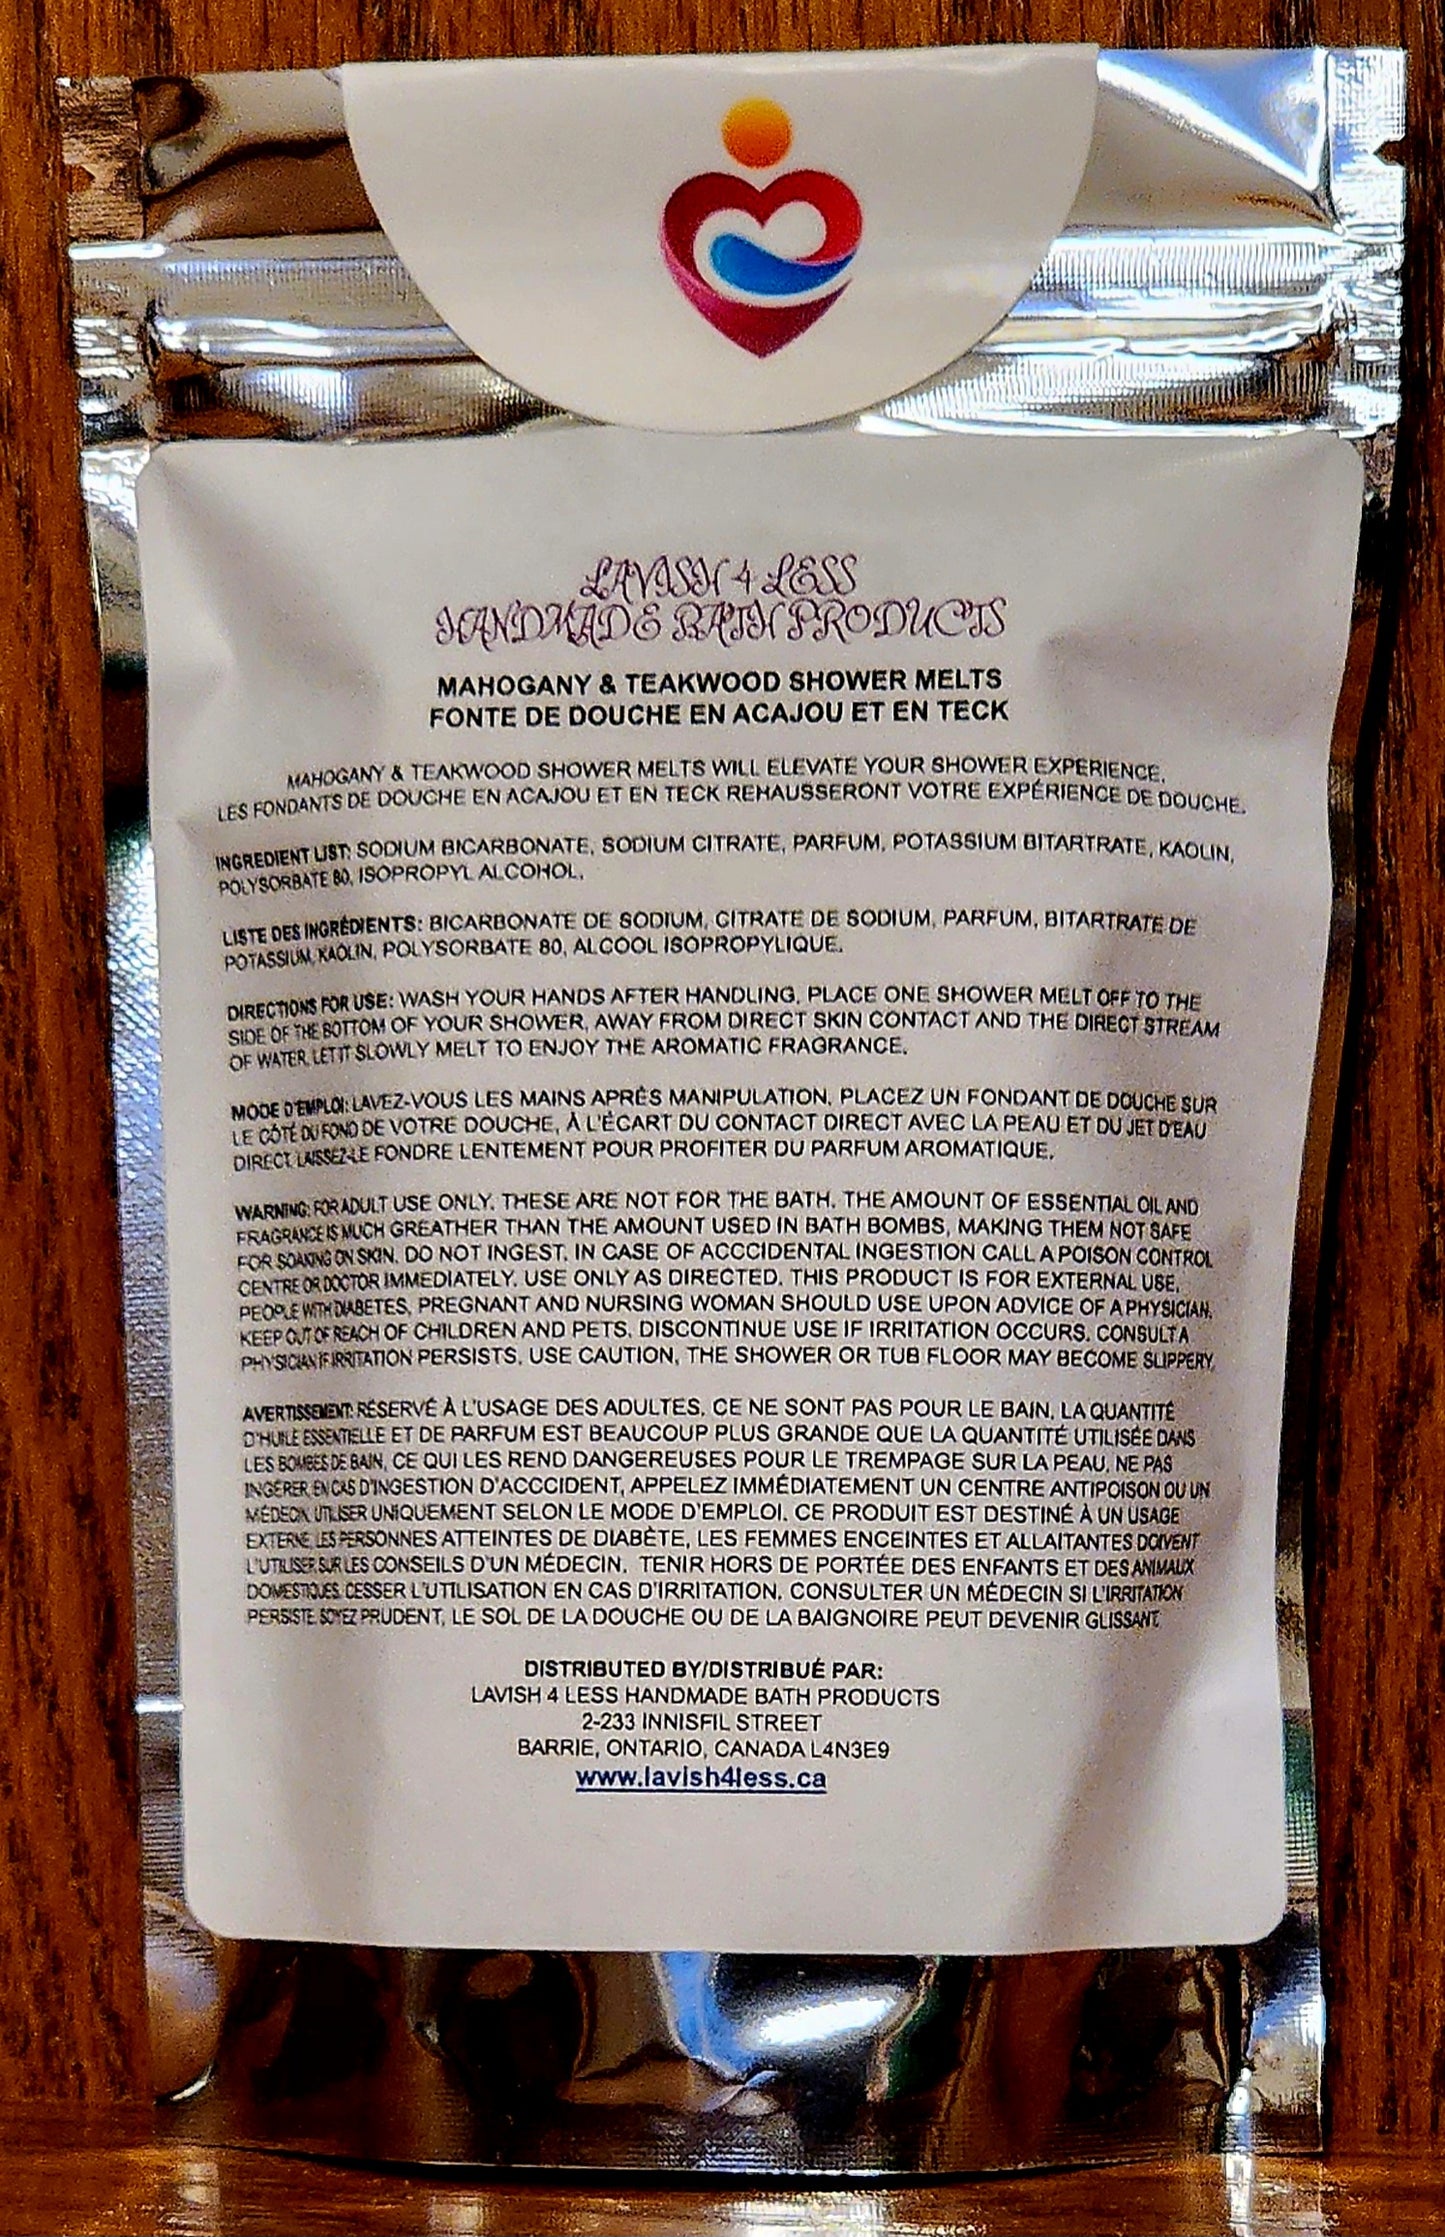 LAVISH 4 LESS
HANDMADE BATH PRODUCTS
MAHOGANY & TEAKWOOD SHOWER MELTS
FONTE DE DOUCHE EN ACAJOU ET EN TECK
MAHOGANY & TEAKWOOD SHOWER MELTS WILL ELEVATE YOUR SHOWER EXPERIENCE.
LES FONDANTS DE DOUCHE EN ACAJOU ET EN TECK REHAUSSERONT VOTRE EXPÉRIENCE DE DOUCHE.
INGREDIENT LIST: SODIUM BICARBONATE, SODIUM CITRATE, PARFUM, POTASSIUM BITARTRATE, KAOLIN,
POLYSORBATE 80, ISOPROPYL ALCOHOL.
LISTE DES INGRÉDIENTS: BICARBONATE DE SODIUM, CITRATE DE SODIUM, PARFUM, BITARTRATE DE
POTASSIUM, KAOLIN, POLYSORBATE 80, ALCOOL ISOPROPYLIQUE.
DIRECTIONS FOR USE: WASH YOUR HANDS AFTER HANDLING. PLACE ONE SHOWER MELT OFF TO THE
SIDE OF THE BOTTOM OF YOUR SHOWER, AWAY FROM DIRECT SKIN CONTACT AND THE DIRECT STREAM
OF WATER. LET IT SLOWLY MELT TO ENJOY THE AROMATIC FRAGRANCE.
MODE D'EMPLOI: LAVEZ-VOUS LES MAINS APRÈS MANIPULATION. PLACEZ UN FONDANT DE DOUCHE SUR
LE CÔTÉ DU FOND DE VOTRE DOUCHE, À L'ÉCART DU CONTACT DIRECT AVEC LA PEAU ET DU JET D'EAU
DIRECT. LAISSEZ-LE FONDRE LENTEMENT POUR PROFITER DU PARFUM AROMATIQUE.
WARNING: FOR ADULT USE ONLY. THESE ARE NOT FOR THE BATH. THE AMOUNT OF ESSENTIAL OIL AND
FRAGRANCE IS MUCH GREATHER THAN THE AMOUNT USED IN BATH BOMBS, MAKING THEM NOT SAFE
FOR SOAKING ON SKIN. DO NOT INGEST. IN CASE OF ACCCIDENTAL INGESTION CALL A POISON CONTROL
CENTRE OR DOCTOR IMMEDIATELY. USE ONLY AS DIRECTED. THIS PRODUCT IS FOR EXTERNAL USE,
PEOPLE WITH DIABETES, PREGNANT AND NURSING WOMAN SHOULD USE UPON ADVICE OF A PHYSICIAN.
KEEP OUT OF REACH OF CHILDREN AND PETS. DISCONTINUE USE IF IRRITATION OCCURS. CONSULT A
PHYSICIAN IF IRRITATION PERSISTS. USE CAUTION, THE SHOWER OR TUB FLOOR MAY BECOME SLIPPERY.
AVERTISSEMENT: RÉSERVÉ À L'USAGE DES ADULTES. CE NE SONT PAS POUR LE BAIN. LA QUANTITÉ
D'HUILE ESSENTIELLE ET DE PARFUM EST BEAUCOUP PLUS GRANDE QUE LA QUANTITÉ UTILISÉE DANS
LES BOMBES DE BAIN, CE QUI LES REND DANGEREUSES POUR LE TREMPAGE SUR LA PEAU. NE PAS
INGÉRER. EN CAS D'INGESTION D'ACCCIDENT, APPELEZ IMMÉDIATEMENT UN CENTRE ANTIPOISON OU UN
MÉDECIN. UTILISER UNIQUEMENT SELON LE MODE D'EMPLOI. CE PRODUIT EST DESTINÉ À UN USAGE
EXTERNE, LES PERSONNES ATTEINTES DE DIABÈTE, LES FEMMES ENCEINTES ET ALLAITANTES DOIVENT
L'UTILISER SUR LES CONSEILS D'UN MÉDECIN. TENIR HORS DE PORTÉE DES ENFANTS ET DES ANIMAUX
DOMESTIQUES. CESSER L'UTILISATION EN CAS D'IRRITATION. CONSULTER UN MÉDECIN SI L'IRRITATION
PERSISTE. SOYEZ PRUDENT, LE SOL DE LA DOUCHE OU DE LA BAIGNOIRE PEUT DEVENIR GLISSANT.
DISTRIBUTED BY/DISTRIBUÉ PAR:
LAVISH 4 LESS HANDMADE BATH PRODUCTS
2-233 INNISFIL STREET
BARRIE, ONTARIO, CANADA L4N3E9
www.lavish4less.ca